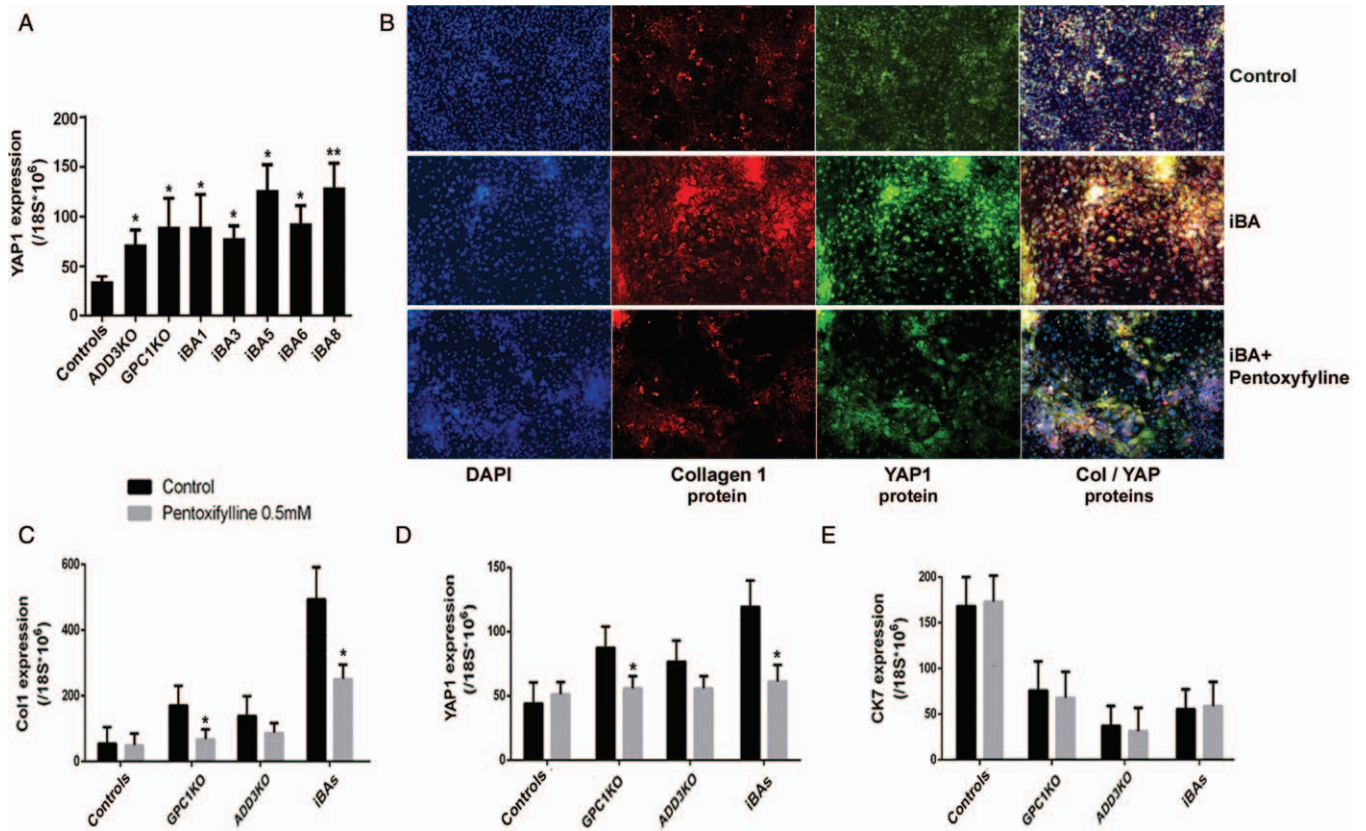 A
YAP1 expression
(/18S*10⁶)
200
150
100
50
0
*
*
*
*
*
*
**
Controls
ADD3KO
GPC1KO
iBA1
iBA3
iBA5
iBA6
iBA8
B
Control
iBA
iBA+
Pentoxyfyline
DAPI
Collagen 1
protein
YAP1
protein
Col / YAP
proteins
Control
Pentoxifylline 0.5mM
C
Col1 expression
(/18S*10⁶)
600
400
200
0
*
*
Controls
GPC1KO
ADD3KO
iBAs
D
YAP1 expression
(/18S*10⁶)
150
100
50
0
*
*
Controls
GPC1KO
ADD3KO
iBAs
E
CK7 expression
(/18S*10⁶)
200
150
100
50
0
Controls
GPC1KO
ADD3KO
iBAs